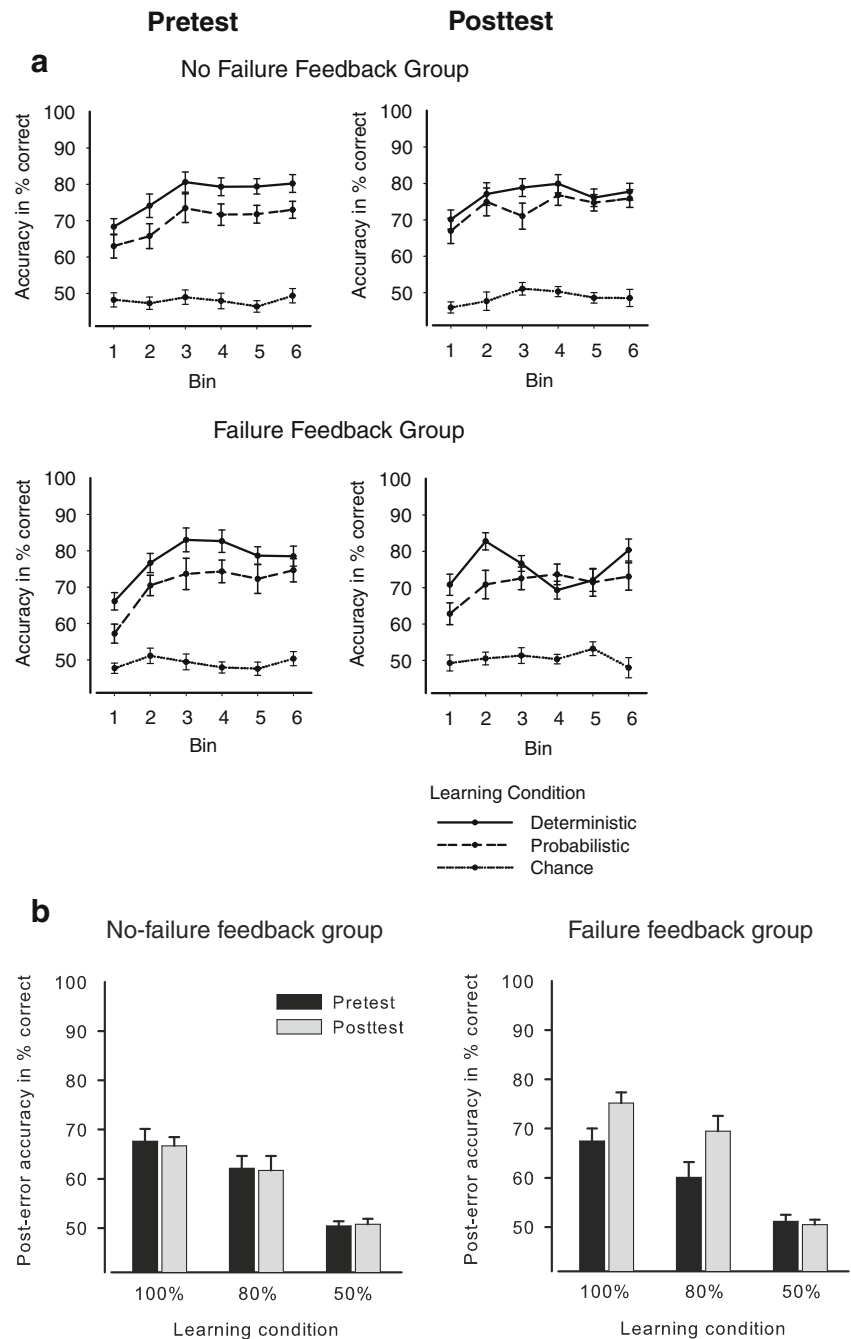 Pretest Posttest
a
No Failure Feedback Group
Accuracy in % correct
100
90
80
70
60
50
1 2 3 4 5 6
Bin
Accuracy in % correct
100
90
80
70
60
50
1 2 3 4 5 6
Bin
Failure Feedback Group
Accuracy in % correct
100
90
80
70
60
50
1 2 3 4 5 6
Bin
Accuracy in % correct
100
90
80
70
60
50
1 2 3 4 5 6
Bin
Learning Condition
Deterministic
Probabilistic
Chance
b
No-failure feedback group
Post-error accuracy in % correct
100
90
80
70
60
50
Pretest
Posttest
100% 80% 50%
Learning condition
Failure feedback group
Post-error accuracy in % correct
100
90
80
70
60
50
100% 80% 50%
Learning condition